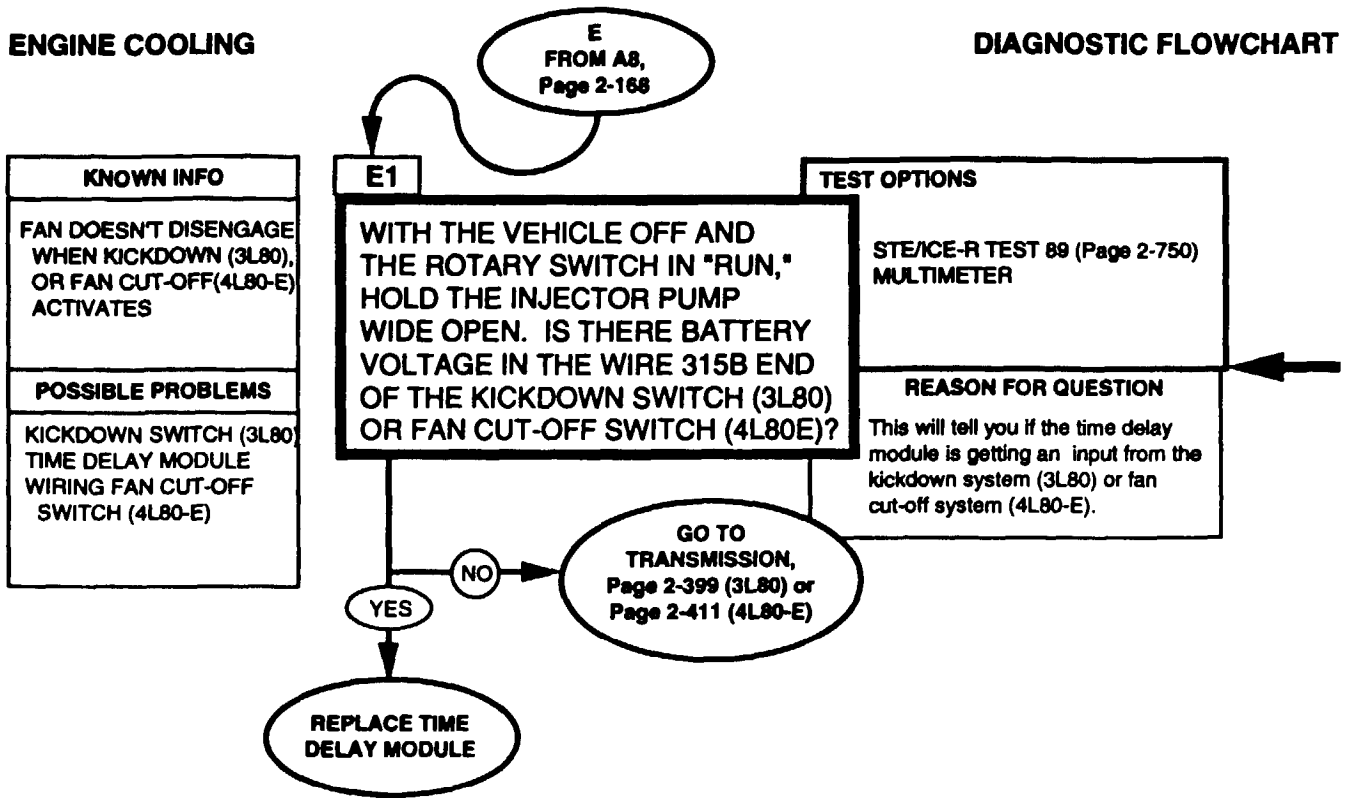 ENGINE COOLING
DIAGNOSTIC FLOWCHART
E
FROM A8,
Page 2-168
KNOWN INFO
FAN DOESN'T DISENGAGE
WHEN KICKDOWN (3L80),
OR FAN CUT-OFF(4L80-E)
ACTIVATES
POSSIBLE PROBLEMS
KICKDOWN SWITCH (3L80)
TIME DELAY MODULE
WIRING FAN CUT-OFF
SWITCH (4L80-E)
E1
WITH THE VEHICLE OFF AND
THE ROTARY SWITCH IN "RUN,"
HOLD THE INJECTOR PUMP
WIDE OPEN. IS THERE BATTERY
VOLTAGE IN THE WIRE 315B END
OF THE KICKDOWN SWITCH (3L80)
OR FAN CUT-OFF SWITCH (4L80E)?
TEST OPTIONS
STE/ICE-R TEST 89 (Page 2-750)
MULTIMETER
REASON FOR QUESTION
This will tell you if the time delay
module is getting an input from the
kickdown system (3L80) or fan
cut-off system (4L80-E).
NO
GO TO
TRANSMISSION,
Page 2-399 (3L80) or
Page 2-411 (4L80-E)
YES
REPLACE TIME
DELAY MODULE